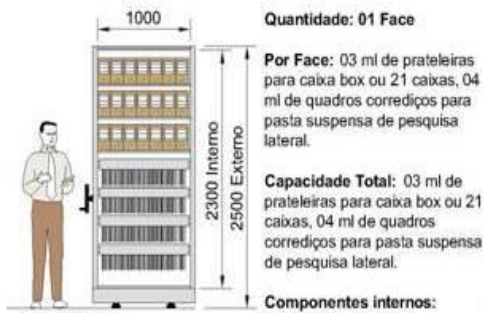 1000
2300 Interno
2500 Externo
Quantidade: 01 Face
Por Face: 03 ml de prateleiras
para caixa box ou 21 caixas, 04
ml de quadros corrediços para
pasta suspensa de pesquisa
lateral.
Capacidade Total: 03 ml de
prateleiras para caixa box ou 21
caixas, 04 ml de quadros
corrediços para pasta suspensa
de pesquisa lateral.
Componentes internos: